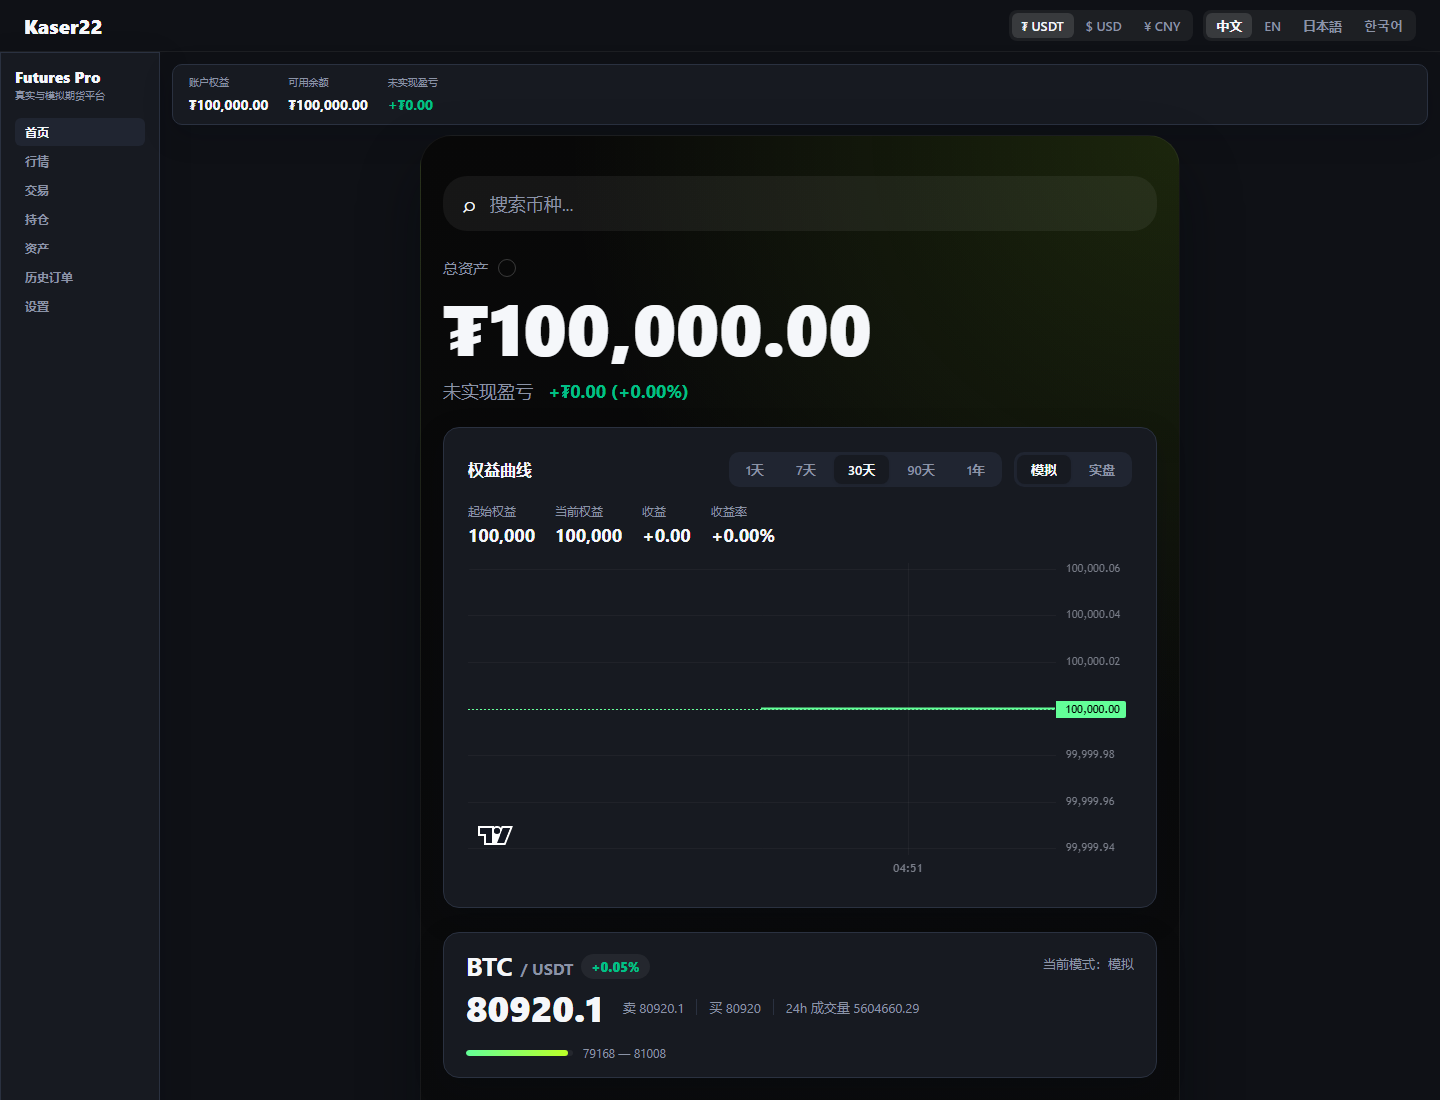 Kaser22
₮ USDT $ USD ¥ CNY
中文 EN 日本語 한국어
Futures Pro
真实与模拟期货平台
首页
行情
交易
持仓
资产
历史订单
设置
账户权益 可用余额 未实现盈亏
₮100,000.00 ₮100,000.00 +₮0.00
搜索币种...
总资产
₮100,000.00
未实现盈亏 +₮0.00 (+0.00%)
权益曲线
1天 7天 30天 90天 1年
模拟 实盘
起始权益 当前权益 收益 收益率
100,000 100,000 +0.00 +0.00%
100,000.06
100,000.04
100,000.02
100,000.00
99,999.98
99,999.96
99,999.94
04:51
BTC / USDT +0.05%
当前模式：模拟
80920.1 卖 80920.1 买 80920 24h 成交量 5604660.29
79168 — 81008